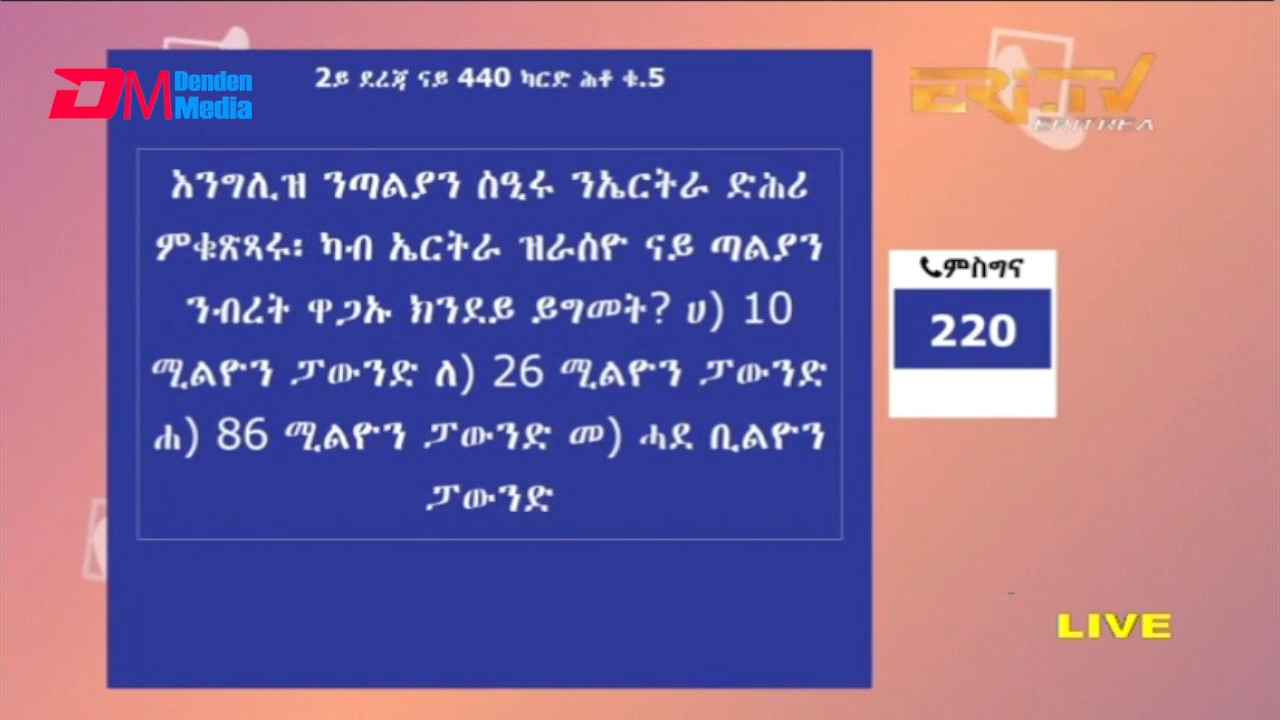 DM Denden Media
2ይ ደረጃ ናይ 440 ካርድ ሕቶ ቁ.5
ERi-TV
ERITREA
እንግሊዝ ንጣልያን ስዒሩ ንኤርትራ ድሕሪ
ምቁጽጻሩ፡ ካብ ኤርትራ ዝራሰዮ ናይ ጣልያን
ንብረት ዋጋኡ ክንደይ ይግመት? ሀ) 10
ሚልዮን ፓውንድ ለ) 26 ሚልዮን ፓውንድ
ሐ) 86 ሚልዮን ፓውንድ መ) ሓደ ቢልዮን
ፓውንድ
ምስግና
220
LIVE